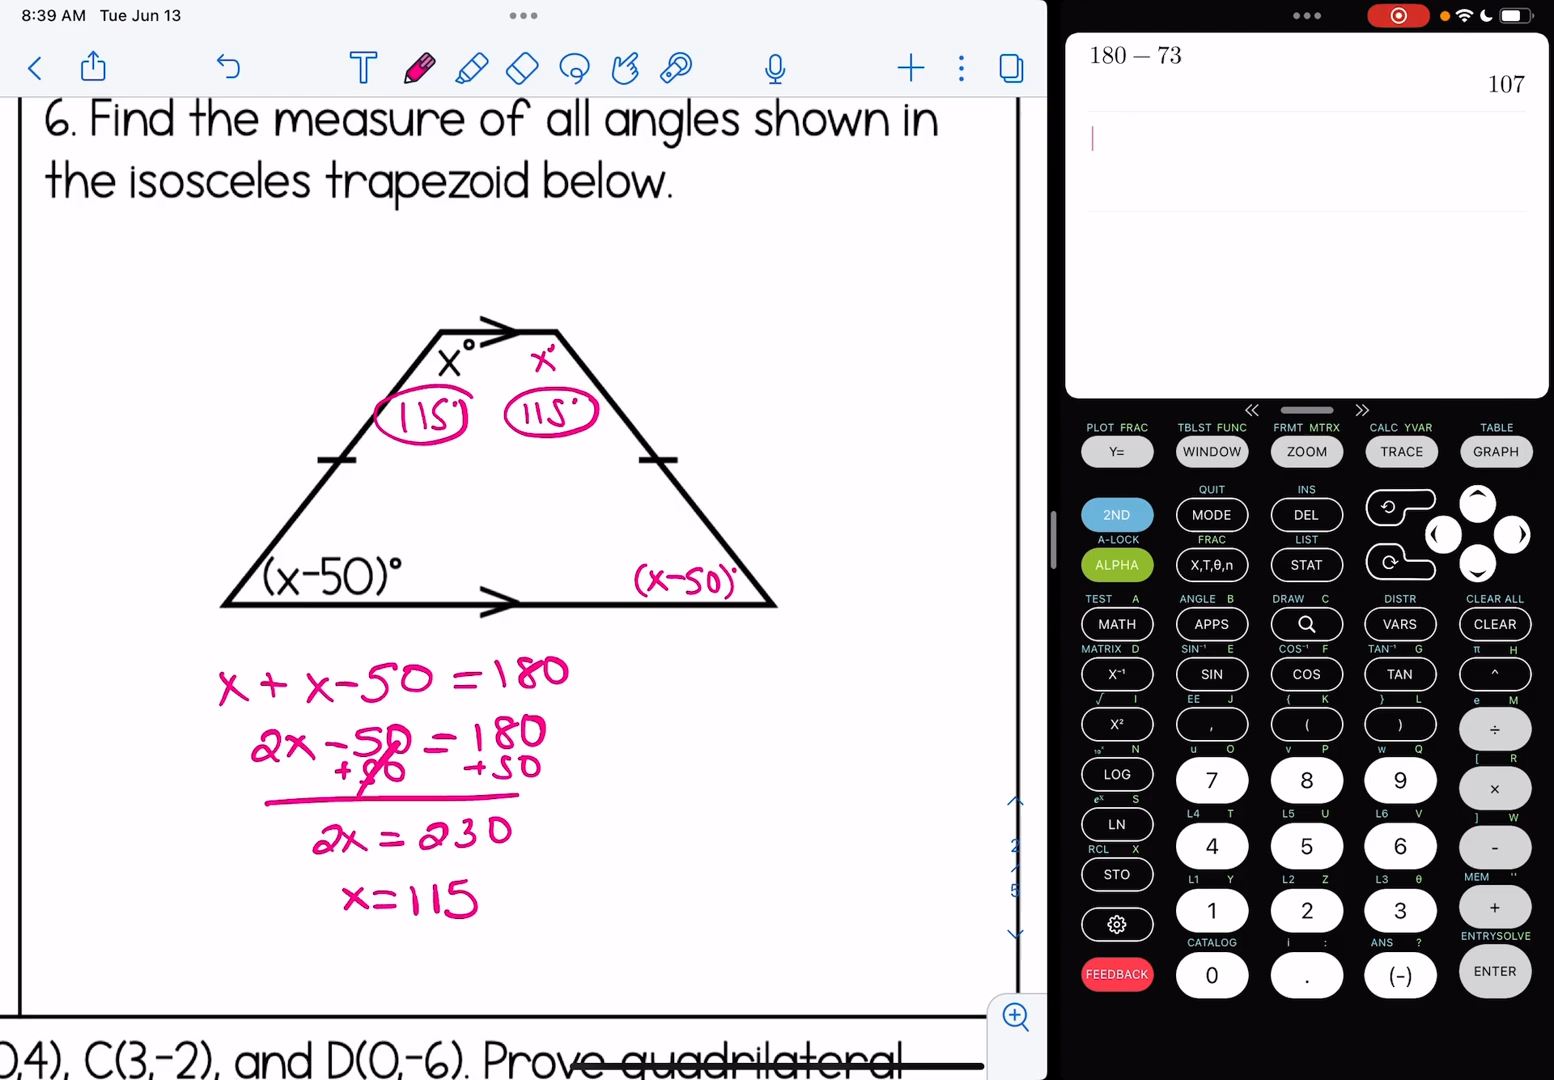 8:39 AM Tue Jun 13
6. Find the measure of all angles shown in
the isosceles trapezoid below.
x° x°
115° 115°
(x-50)° (x-50)°
x + x-50 = 180
2x - 50 = 180
+50 +50
2x = 230
x = 115
2
5
0,4), C(3,-2), and D(0,-6). Prove quadrilateral
180 − 73
107
PLOT FRAC TBLST FUNC FRMT MTRX CALC YVAR TABLE
Y= WINDOW ZOOM TRACE GRAPH
QUIT INS
2ND MODE DEL
A-LOCK FRAC LIST
ALPHA X,T,θ,n STAT
TEST A ANGLE B DRAW C DISTR CLEAR ALL
MATH APPS VARS CLEAR
MATRIX D SIN⁻¹ E COS⁻¹ F TAN⁻¹ G π H
X⁻¹ SIN COS TAN ^
√ I EE J { K } L e M
X² , ( ) ÷
10ˣ N u O v P w Q [ R
LOG 7 8 9 ×
eˣ S L4 T L5 U L6 V ] W
LN 4 5 6 -
RCL X L1 Y L2 Z L3 θ MEM "
STO 1 2 3 +
CATALOG i : ANS ? ENTRY SOLVE
FEEDBACK 0 . (-) ENTER